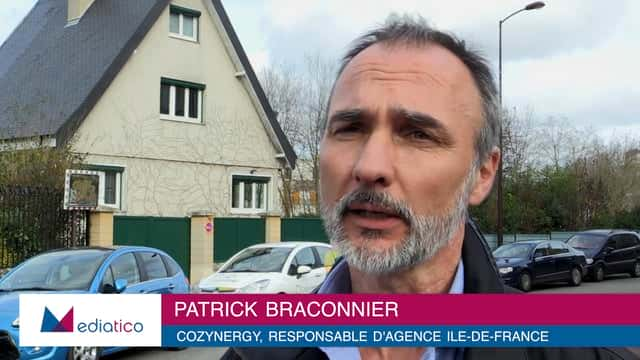 PATRICK BRACONNIER
Mediatico
COZYNERGY, RESPONSABLE D'AGENCE ILE-DE-FRANCE